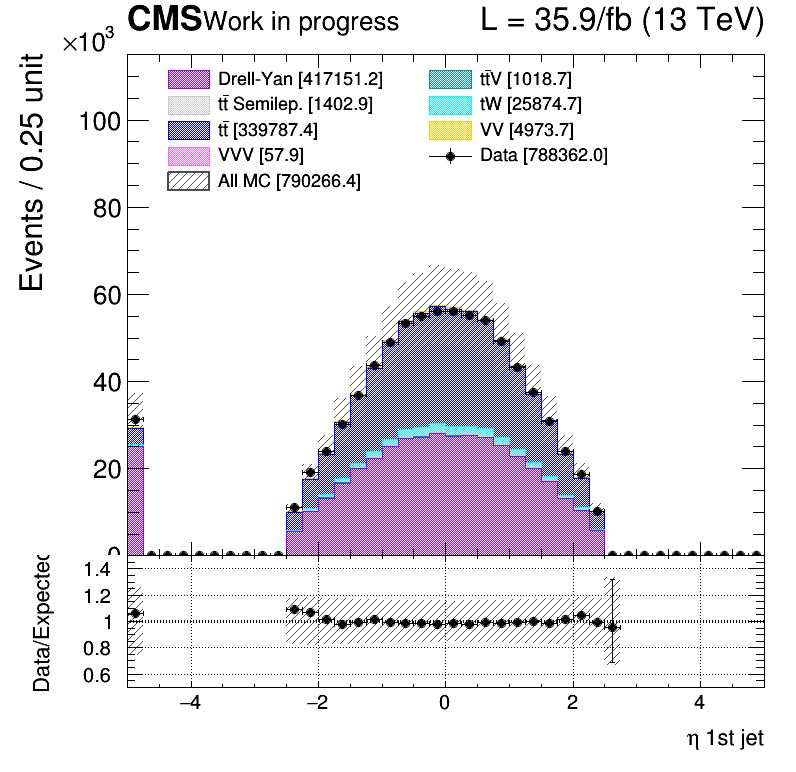 CMS Work in progress L = 35.9/fb (13 TeV)
×10³
Events / 0.25 unit
Drell-Yan [417151.2]
tt̄ Semilep. [1402.9]
tt̄ [339787.4]
VVV [57.9]
All MC [790266.4]
tt̄V [1018.7]
tW [25874.7]
VV [4973.7]
Data [788362.0]
100
80
60
40
20
0
Data/Expected
1.4
1.2
1
0.8
0.6
−4 −2 0 2 4
η 1st jet